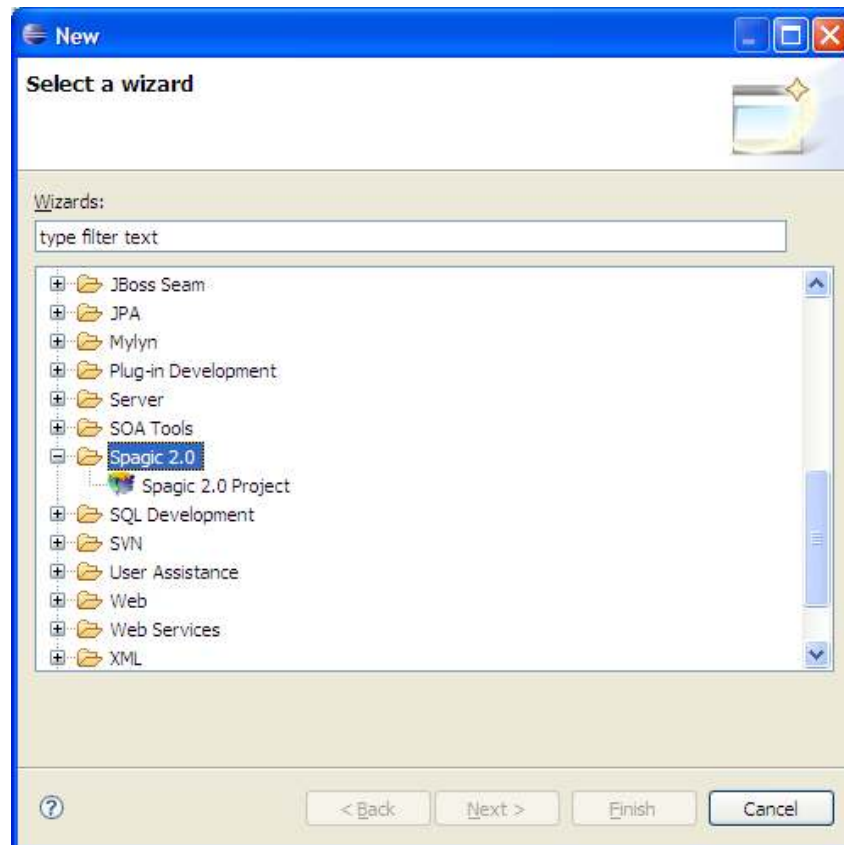 New
Select a wizard
Wizards:
type filter text
JBoss Seam
JPA
Mylyn
Plug-in Development
Server
SOA Tools
Spagic 2.0
Spagic 2.0 Project
SQL Development
SVN
User Assistance
Web
Web Services
XML
? < Back Next > Finish Cancel